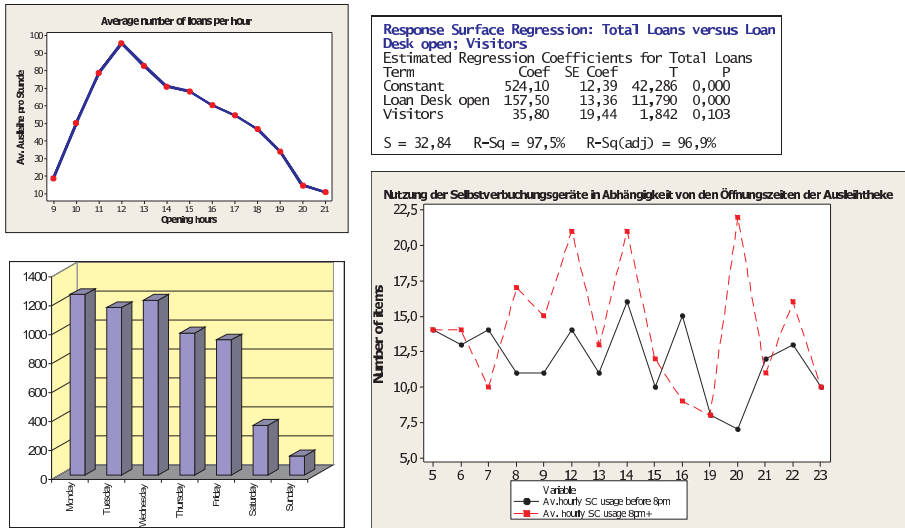 Average number of loans per hour
Av. Ausleihe pro Stunde
100
90
80
70
60
50
40
30
20
10
9 10 11 12 13 14 15 16 17 18 19 20 21
Opening hours
Response Surface Regression: Total Loans versus Loan
Desk open; Visitors
Estimated Regression Coefficients for Total Loans
Term Coef SE Coef T P
Constant 524,10 12,39 42,286 0,000
Loan Desk open 157,50 13,36 11,790 0,000
Visitors 35,80 19,44 1,842 0,103
S = 32,84 R-Sq = 97,5% R-Sq(adj) = 96,9%
1400
1200
1000
800
600
400
200
0
Monday
Tuesday
Wednesday
Thursday
Friday
Saturday
Sunday
Nutzung der Selbstverbuchungsgeräte in Abhängigkeit von den Öffnungszeiten der Ausleihtheke
Number of items
22,5
20,0
17,5
15,0
12,5
10,0
7,5
5,0
5 6 7 8 9 12 13 14 15 16 19 20 21 22 23
Variable
Av.hourly SC usage before 8pm
Av. hourly SC usage 8pm+